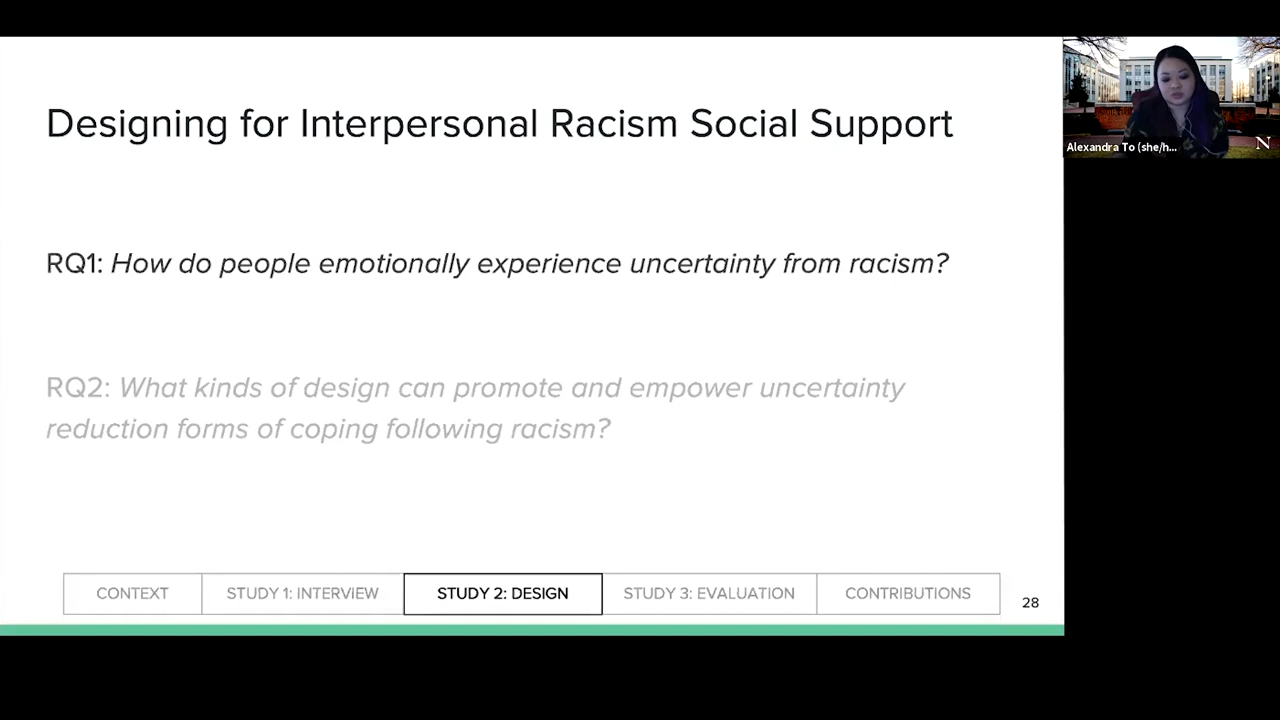 Designing for Interpersonal Racism Social Support
RQ1: How do people emotionally experience uncertainty from racism?
RQ2: What kinds of design can promote and empower uncertainty
reduction forms of coping following racism?
CONTEXT
STUDY 1: INTERVIEW
STUDY 2: DESIGN
STUDY 3: EVALUATION
CONTRIBUTIONS
28
Alexandra To (she/h...
N